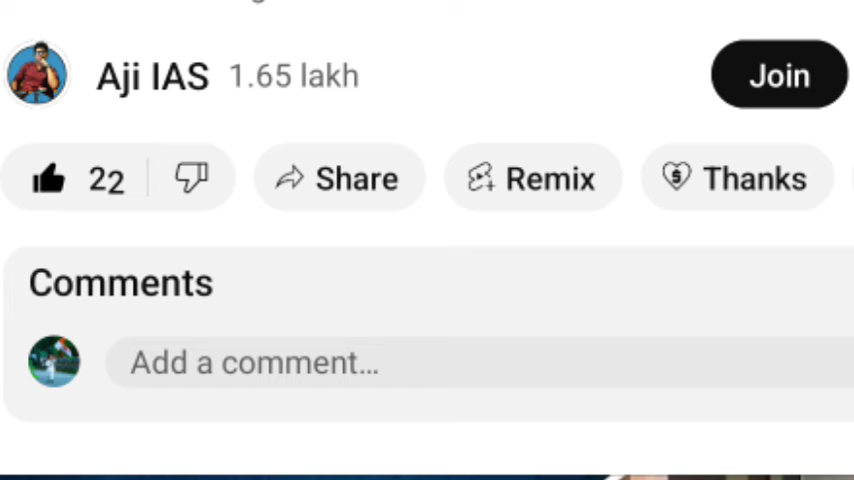 Aji IAS 1.65 lakh Join
22 Share Remix Thanks
Comments
Add a comment...